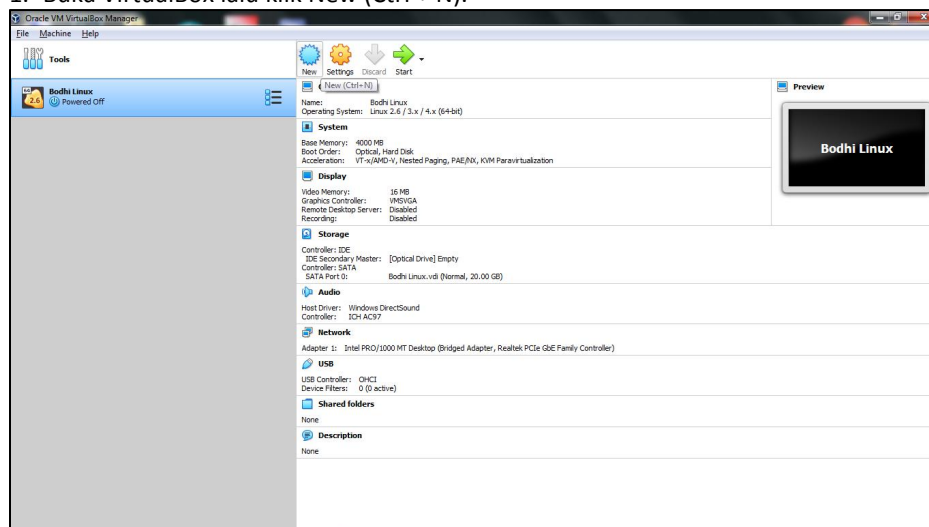 1. Buka VirtualBox lalu klik New (Ctrl + N).
Oracle VM VirtualBox Manager
File Machine Help
Tools
New Settings Discard Start
New (Ctrl+N)
Bodhi Linux
Powered Off
64
2.6
Name: Bodhi Linux
Operating System: Linux 2.6 / 3.x / 4.x (64-bit)
System
Base Memory: 4000 MB
Boot Order: Optical, Hard Disk
Acceleration: VT-x/AMD-V, Nested Paging, PAE/NX, KVM Paravirtualization
Display
Video Memory: 16 MB
Graphics Controller: VMSVGA
Remote Desktop Server: Disabled
Recording: Disabled
Storage
Controller: IDE
IDE Secondary Master: [Optical Drive] Empty
Controller: SATA
SATA Port 0: Bodhi Linux.vdi (Normal, 20.00 GB)
Audio
Host Driver: Windows DirectSound
Controller: ICH AC97
Network
Adapter 1: Intel PRO/1000 MT Desktop (Bridged Adapter, Realtek PCIe GbE Family Controller)
USB
USB Controller: OHCI
Device Filters: 0 (0 active)
Shared folders
None
Description
None
Preview
Bodhi Linux